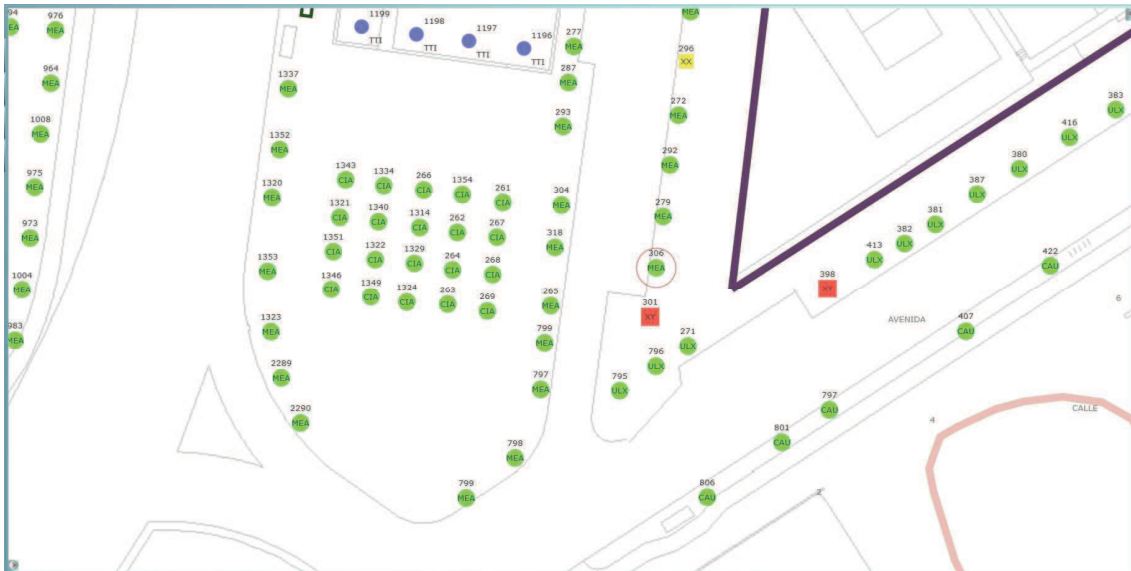 94
EA
976
MEA
964
MEA
1008
MEA
975
MEA
973
MEA
1004
MEA
983
MEA
1199
TTI
1198
TTI
1197
TTI
1196
TTI
1337
MEA
1352
MEA
1320
MEA
1353
MEA
1323
MEA
2289
MEA
2290
MEA
1343
CIA
1334
CIA
266
CIA
1354
CIA
261
CIA
1321
CIA
1340
CIA
1314
CIA
262
CIA
267
CIA
1351
CIA
1322
CIA
1329
CIA
264
CIA
268
CIA
1346
CIA
1349
CIA
1324
CIA
263
CIA
269
CIA
277
MEA
287
MEA
293
MEA
304
MEA
318
MEA
265
MEA
799
MEA
797
MEA
798
MEA
799
MEA
MEA
296
XX
272
MEA
292
MEA
279
MEA
306
MEA
301
XY
271
ULX
796
ULX
795
ULX
383
ULX
416
ULX
380
ULX
387
ULX
381
ULX
382
ULX
413
ULX
398
XY
422
CAU
407
CAU
797
CAU
801
CAU
806
CAU
AVENIDA
6
CALLE
4
2